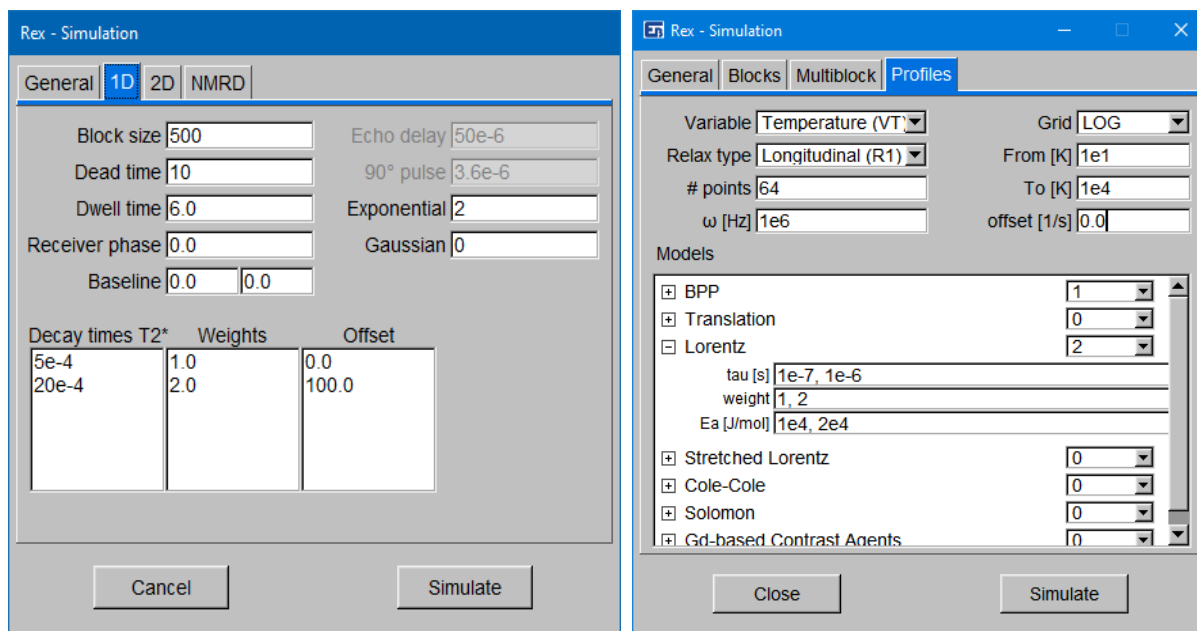 Rex - Simulation
General 1D 2D NMRD
Block size 500 Echo delay 50e-6
Dead time 10 90° pulse 3.6e-6
Dwell time 6.0 Exponential 2
Receiver phase 0.0 Gaussian 0
Baseline 0.0 0.0
Decay times T2* Weights Offset
5e-4 1.0 0.0
20e-4 2.0 100.0
Cancel Simulate
Rex - Simulation
General Blocks Multiblock Profiles
Variable Temperature (VT) Grid LOG
Relax type Longitudinal (R1) From [K] 1e1
# points 64 To [K] 1e4
ω [Hz] 1e6 offset [1/s] 0.0
Models
BPP 1
Translation 0
Lorentz 2
tau [s] 1e-7, 1e-6
weight 1, 2
Ea [J/mol] 1e4, 2e4
Stretched Lorentz 0
Cole-Cole 0
Solomon 0
Gd-based Contrast Agents 0
Close Simulate